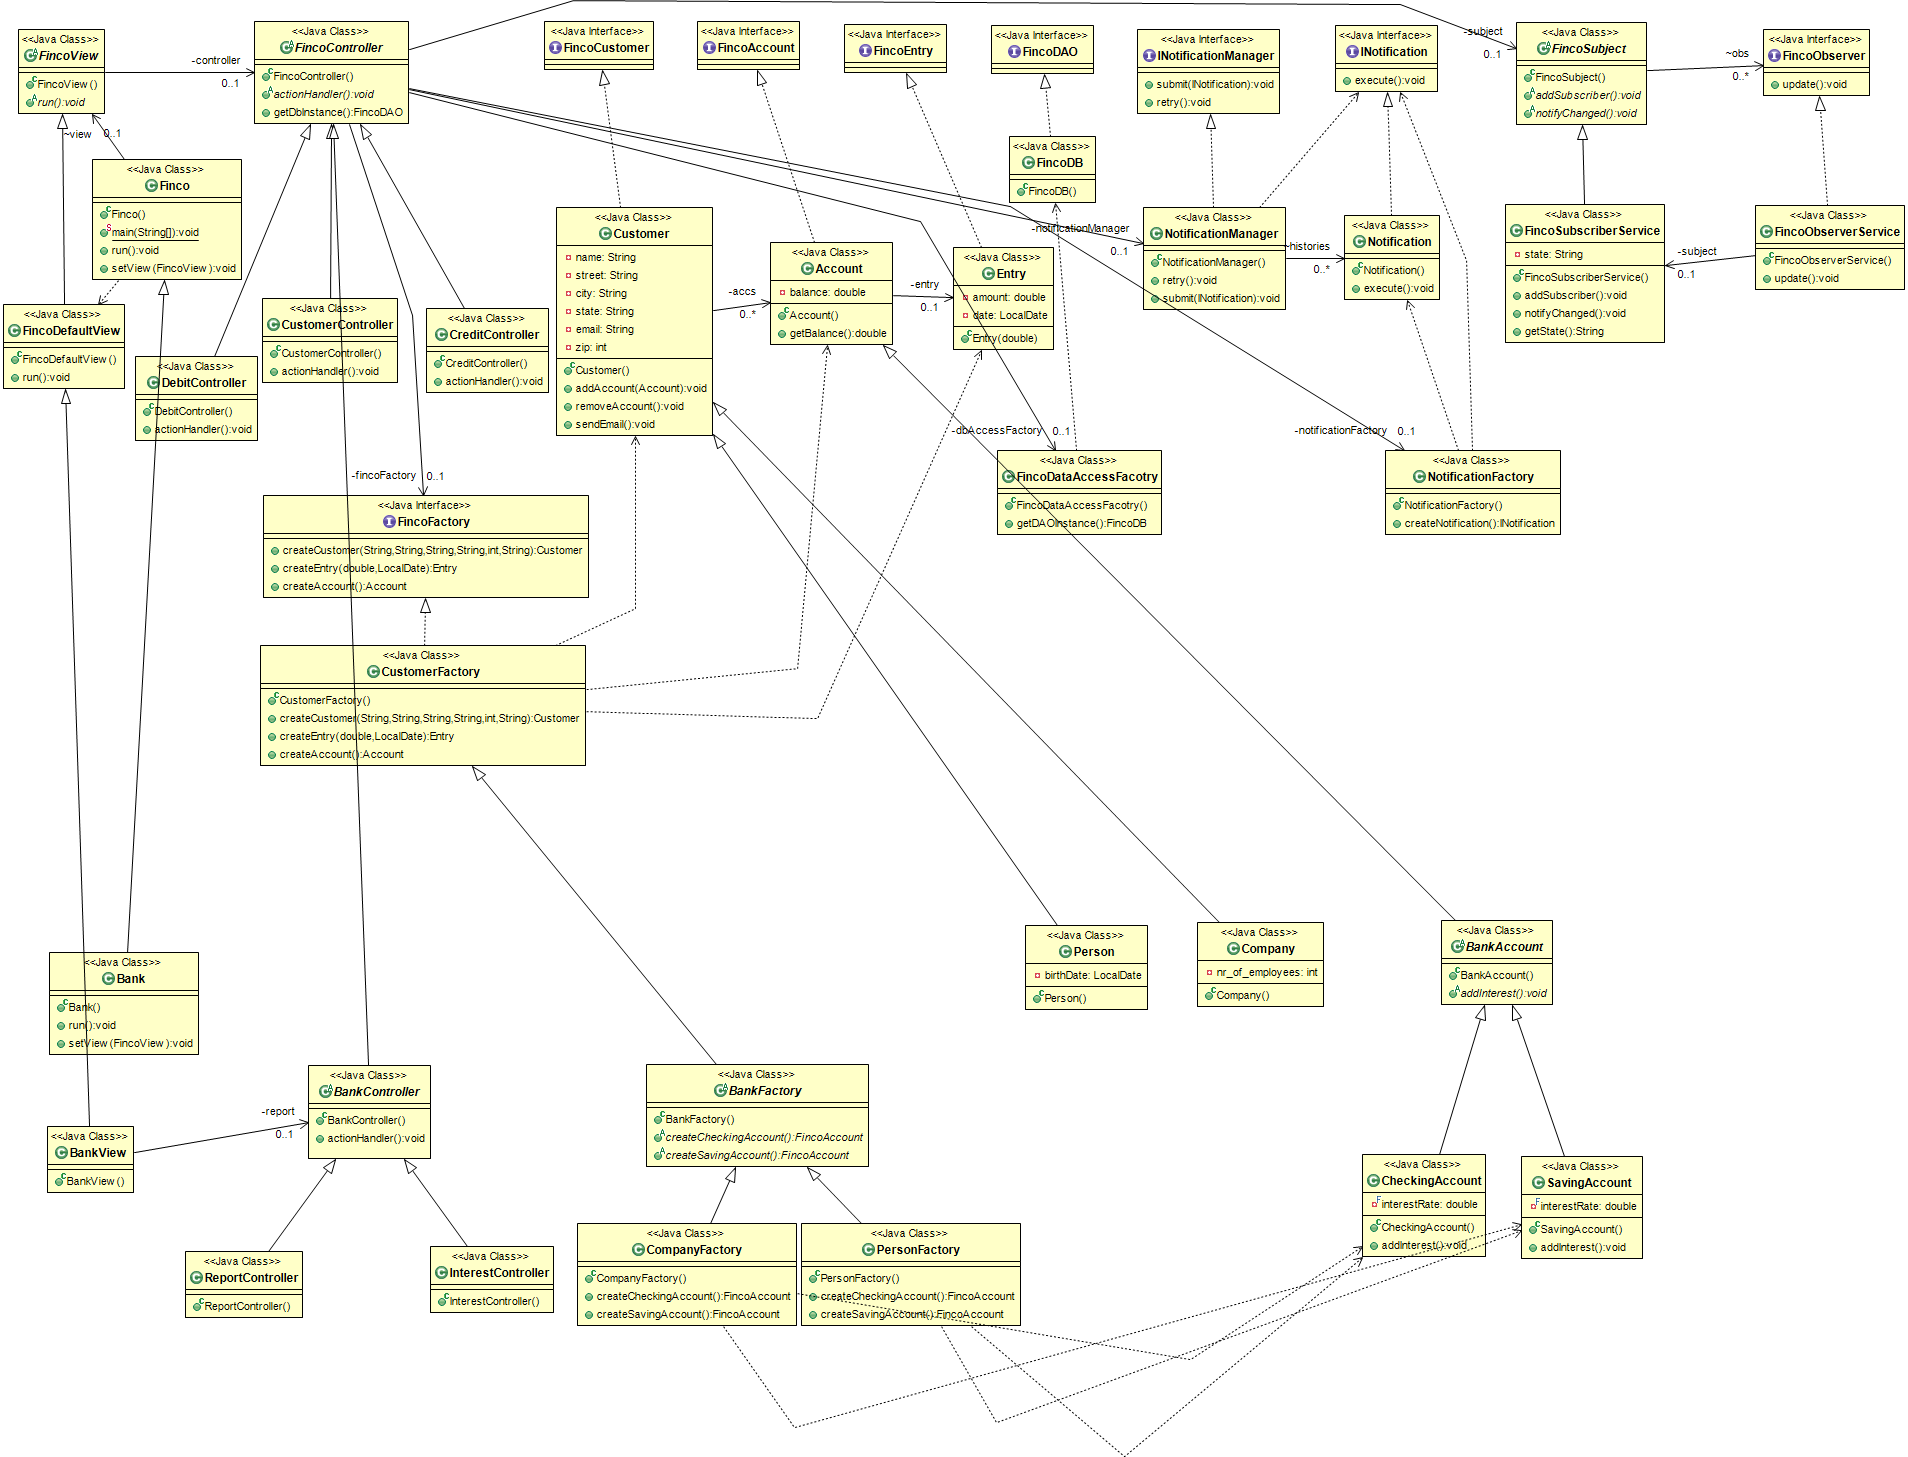 <<Java Class>>
FincoView
FincoView()
run():void
-controller
0..1
<<Java Class>>
FincoController
FincoController()
actionHandler():void
getDbInstance():FincoDAO
<<Java Interface>>
FincoCustomer
<<Java Interface>>
FincoAccount
<<Java Interface>>
FincoEntry
<<Java Interface>>
FincoDAO
<<Java Interface>>
INotificationManager
submit(INotification):void
retry():void
<<Java Interface>>
INotification
execute():void
-subject
0..1
<<Java Class>>
FincoSubject
FincoSubject()
addSubscriber():void
notifyChanged():void
~obs
0..*
<<Java Interface>>
FincoObserver
update():void
~view
0..1
<<Java Class>>
Finco
Finco()
main(String[]):void
run():void
setView(FincoView):void
<<Java Class>>
FincoDB
FincoDB()
<<Java Class>>
Customer
name: String
street: String
city: String
state: String
email: String
zip: int
Customer()
addAccount(Account):void
removeAccount():void
sendEmail():void
-accs
0..*
<<Java Class>>
Account
balance: double
Account()
getBalance():double
-entry
0..1
<<Java Class>>
Entry
amount: double
date: LocalDate
Entry(double)
-notificationManager
0..1
<<Java Class>>
NotificationManager
NotificationManager()
retry():void
submit(INotification):void
~histories
0..*
<<Java Class>>
Notification
Notification()
execute():void
<<Java Class>>
FincoSubscriberService
state: String
FincoSubscriberService()
addSubscriber():void
notifyChanged():void
getState():String
-subject
0..1
<<Java Class>>
FincoObserverService
FincoObserverService()
update():void
<<Java Class>>
FincoDefaultView
FincoDefaultView()
run():void
<<Java Class>>
DebitController
DebitController()
actionHandler():void
<<Java Class>>
CustomerController
CustomerController()
actionHandler():void
<<Java Class>>
CreditController
CreditController()
actionHandler():void
-dbAccessFactory
0..1
<<Java Class>>
FincoDataAccessFacotry
FincoDataAccessFacotry()
getDAOInstance():FincoDB
-notificationFactory
0..1
<<Java Class>>
NotificationFactory
NotificationFactory()
createNotification():INotification
-fincoFactory
0..1
<<Java Interface>>
FincoFactory
createCustomer(String,String,String,String,int,String):Customer
createEntry(double,LocalDate):Entry
createAccount():Account
<<Java Class>>
CustomerFactory
CustomerFactory()
createCustomer(String,String,String,String,int,String):Customer
createEntry(double,LocalDate):Entry
createAccount():Account
<<Java Class>>
Person
birthDate: LocalDate
Person()
<<Java Class>>
Company
nr_of_employees: int
Company()
<<Java Class>>
BankAccount
BankAccount()
addInterest():void
<<Java Class>>
Bank
Bank()
run():void
setView(FincoView):void
-report
0..1
<<Java Class>>
BankController
BankController()
actionHandler():void
<<Java Class>>
BankFactory
BankFactory()
createCheckingAccount():FincoAccount
createSavingAccount():FincoAccount
<<Java Class>>
BankView
BankView()
<<Java Class>>
CheckingAccount
interestRate: double
CheckingAccount()
addInterest():void
<<Java Class>>
SavingAccount
interestRate: double
SavingAccount()
addInterest():void
<<Java Class>>
ReportController
ReportController()
<<Java Class>>
InterestController
InterestController()
<<Java Class>>
CompanyFactory
CompanyFactory()
createCheckingAccount():FincoAccount
createSavingAccount():FincoAccount
<<Java Class>>
PersonFactory
PersonFactory()
createCheckingAccount():FincoAccount
createSavingAccount():FincoAccount